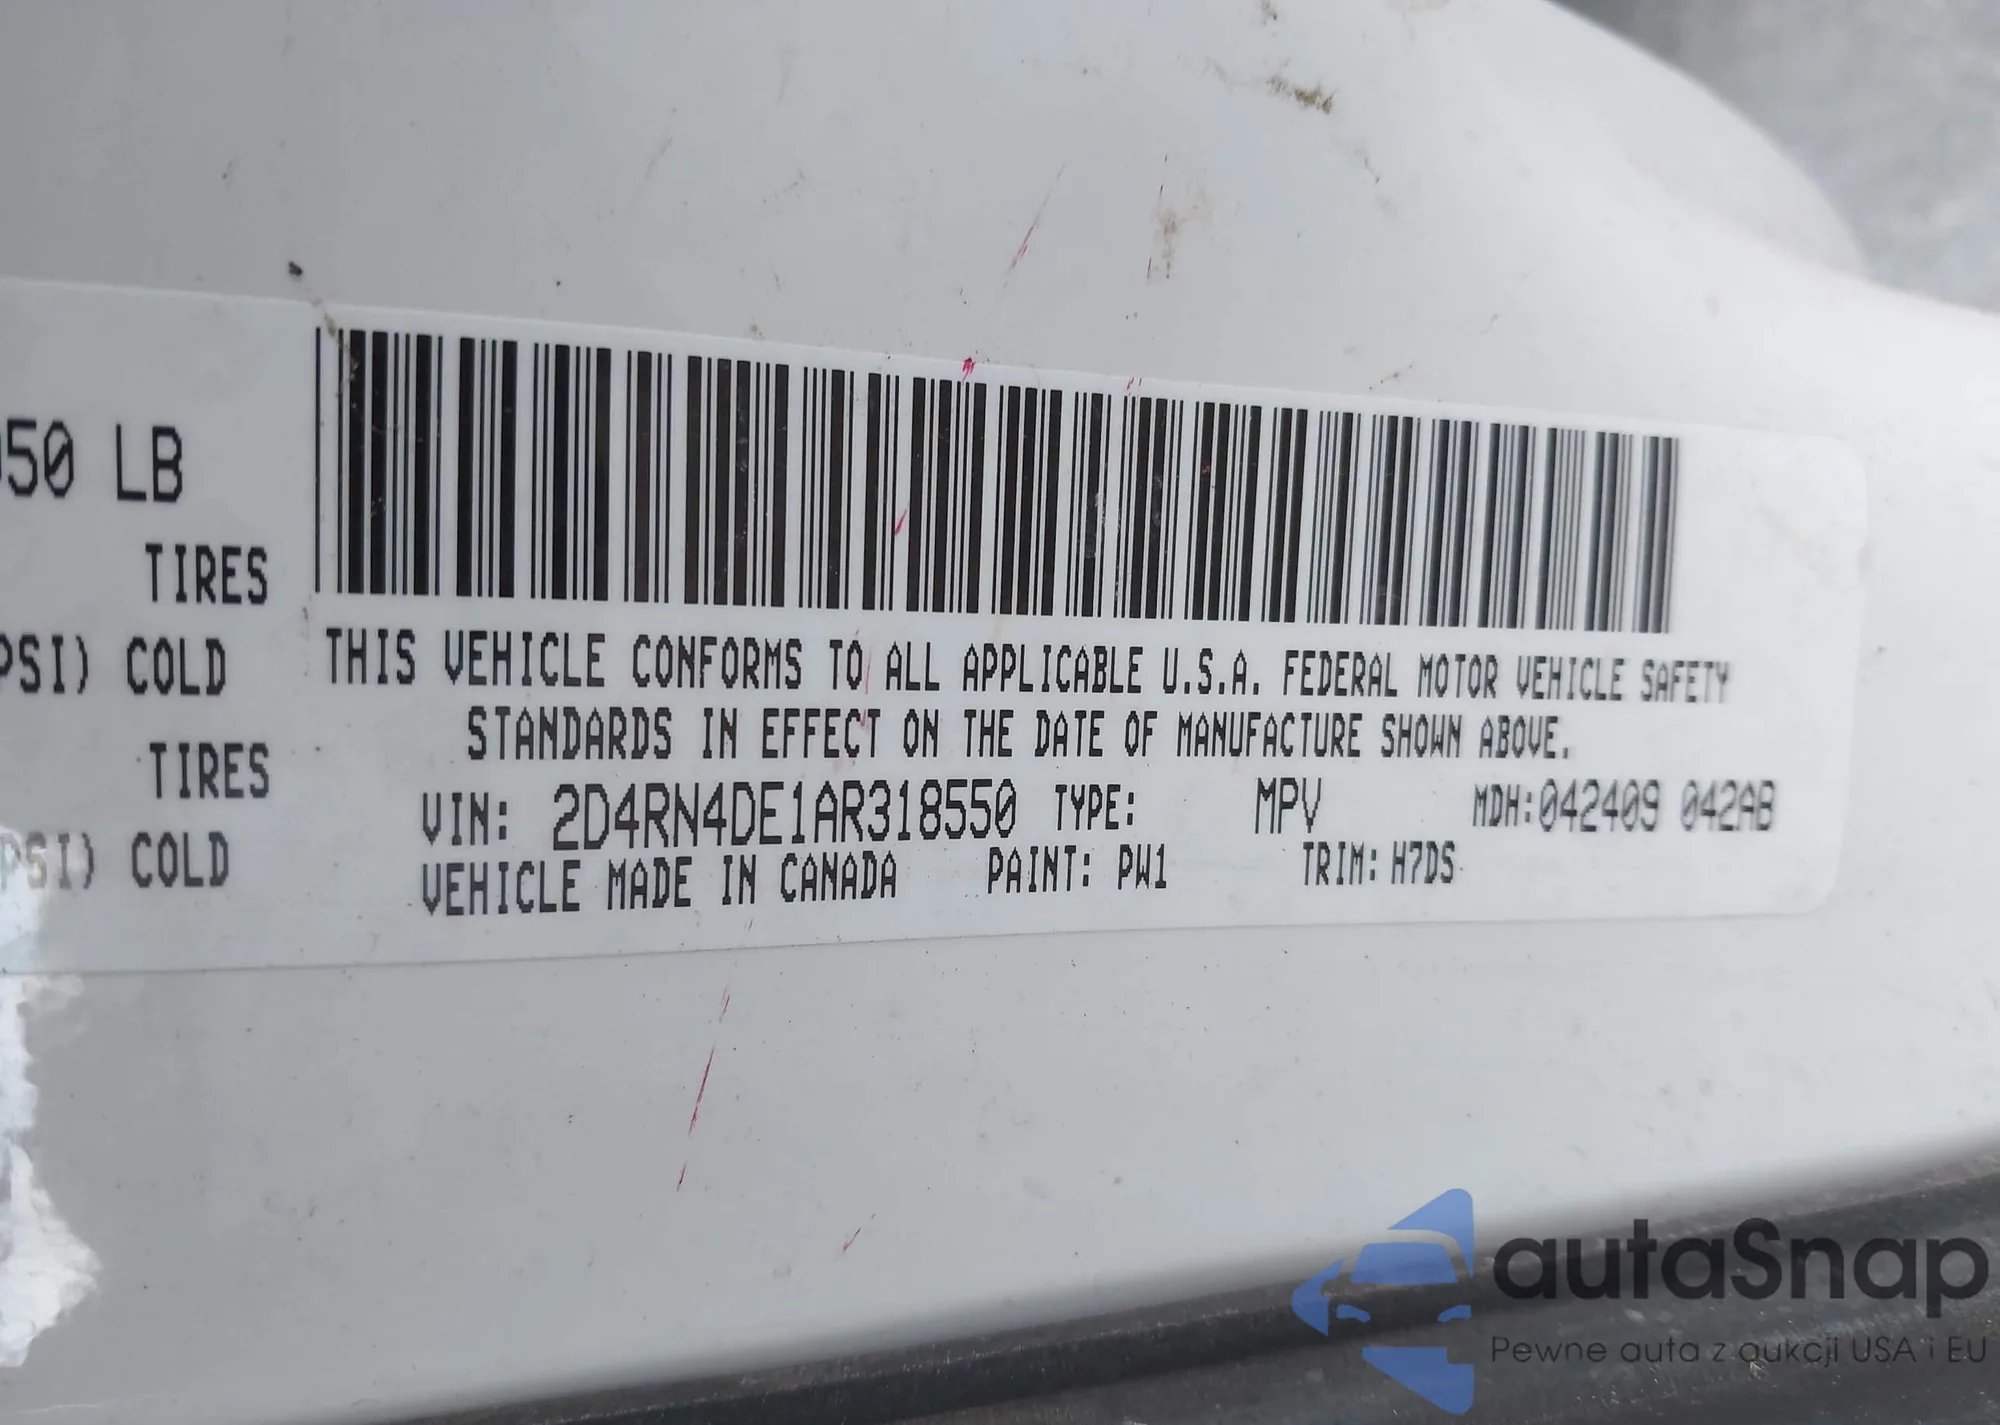 50 LB
TIRES
PSI) COLD
TIRES
PSI) COLD
THIS VEHICLE CONFORMS TO ALL APPLICABLE U.S.A. FEDERAL MOTOR VEHICLE SAFETY
STANDARDS IN EFFECT ON THE DATE OF MANUFACTURE SHOWN ABOVE.
VIN: 2D4RN4DE1AR318550 TYPE: MPV MDH:042409 042AB
VEHICLE MADE IN CANADA PAINT: PW1 TRIM: H7DS
autaSnap
Pewne auta z aukcji USA i EU